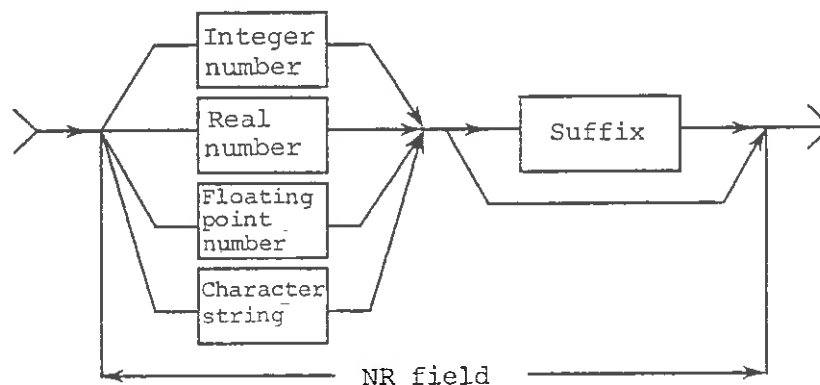 Integer
number
Real
number
Floating
point
number
Character
string
Suffix
NR field